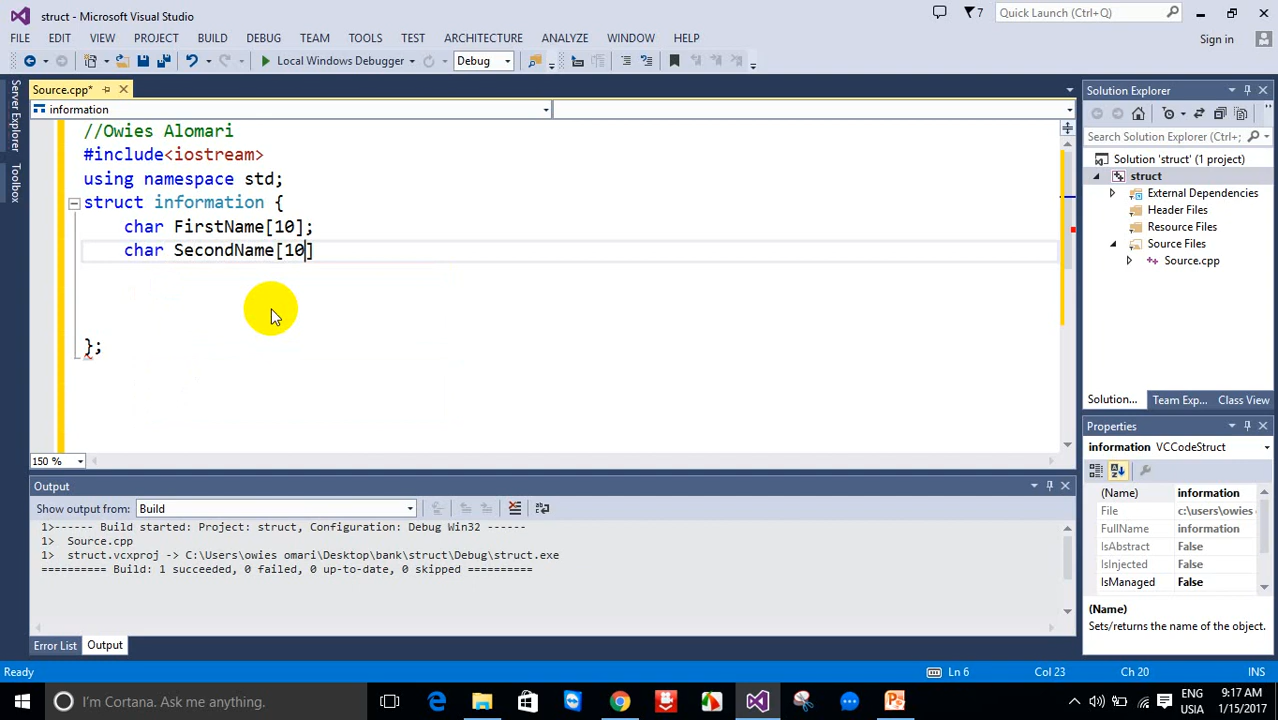 struct - Microsoft Visual Studio
7
Quick Launch (Ctrl+Q)
FILE EDIT VIEW PROJECT BUILD DEBUG TEAM TOOLS TEST ARCHITECTURE ANALYZE WINDOW HELP
Sign in
Local Windows Debugger
Debug
Server Explorer
Toolbox
Source.cpp*
information
//Owies Alomari
#include<iostream>
using namespace std;
struct information {
char FirstName[10];
char SecondName[10]
};
150 %
Solution Explorer
Search Solution Explorer (Ctrl+;
Solution 'struct' (1 project)
struct
External Dependencies
Header Files
Resource Files
Source Files
Source.cpp
Solution... Team Exp... Class View
Properties
information VCCodeStruct
(Name) information
File c:\users\owies
FullName information
IsAbstract False
IsInjected False
IsManaged False
(Name)
Sets/returns the name of the object.
Output
Show output from: Build
1>------ Build started: Project: struct, Configuration: Debug Win32 ------
1> Source.cpp
1> struct.vcxproj -> C:\Users\owies omari\Desktop\bank\struct\Debug\struct.exe
========== Build: 1 succeeded, 0 failed, 0 up-to-date, 0 skipped ==========
Error List Output
Ready
Ln 6 Col 23 Ch 20 INS
I'm Cortana. Ask me anything.
ENG
USIA
9:17 AM
1/15/2017